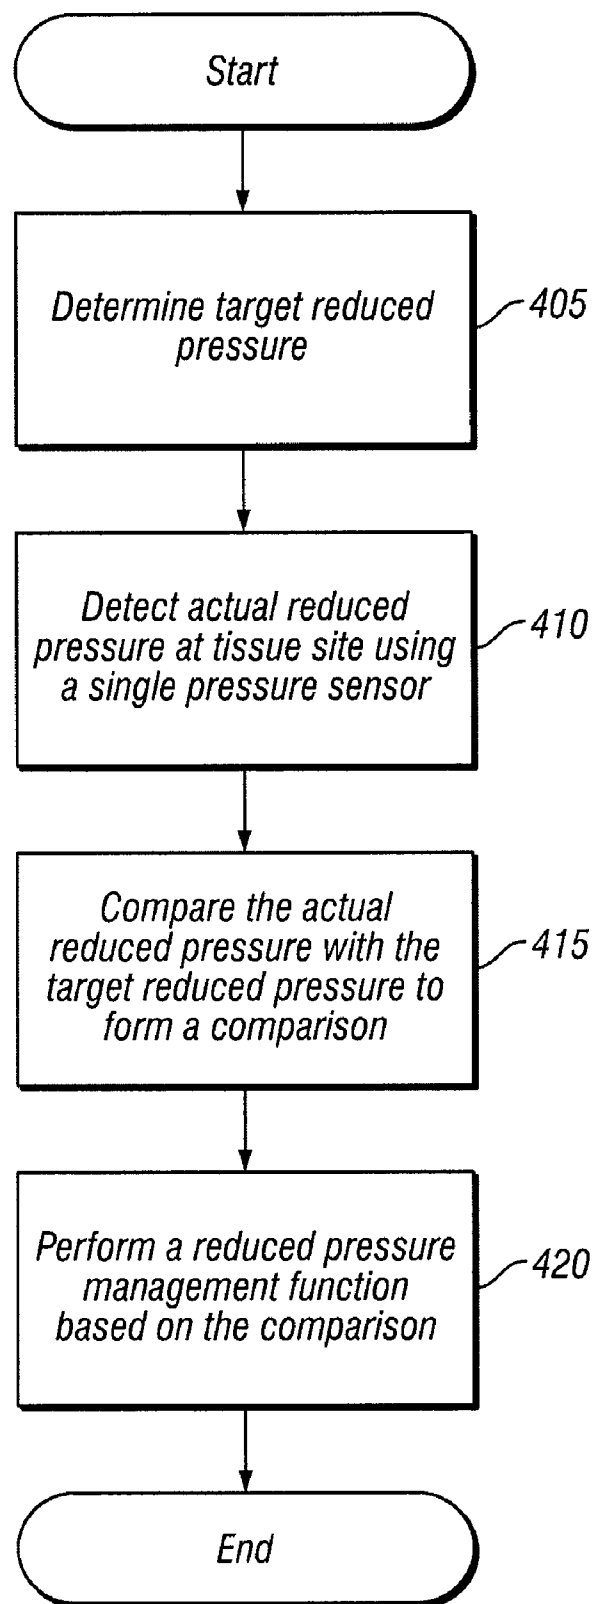 Start
Determine target reduced
pressure
405
Detect actual reduced
pressure at tissue site using
a single pressure sensor
410
Compare the actual
reduced pressure with the
target reduced pressure to
form a comparison
415
Perform a reduced pressure
management function
based on the comparison
420
End